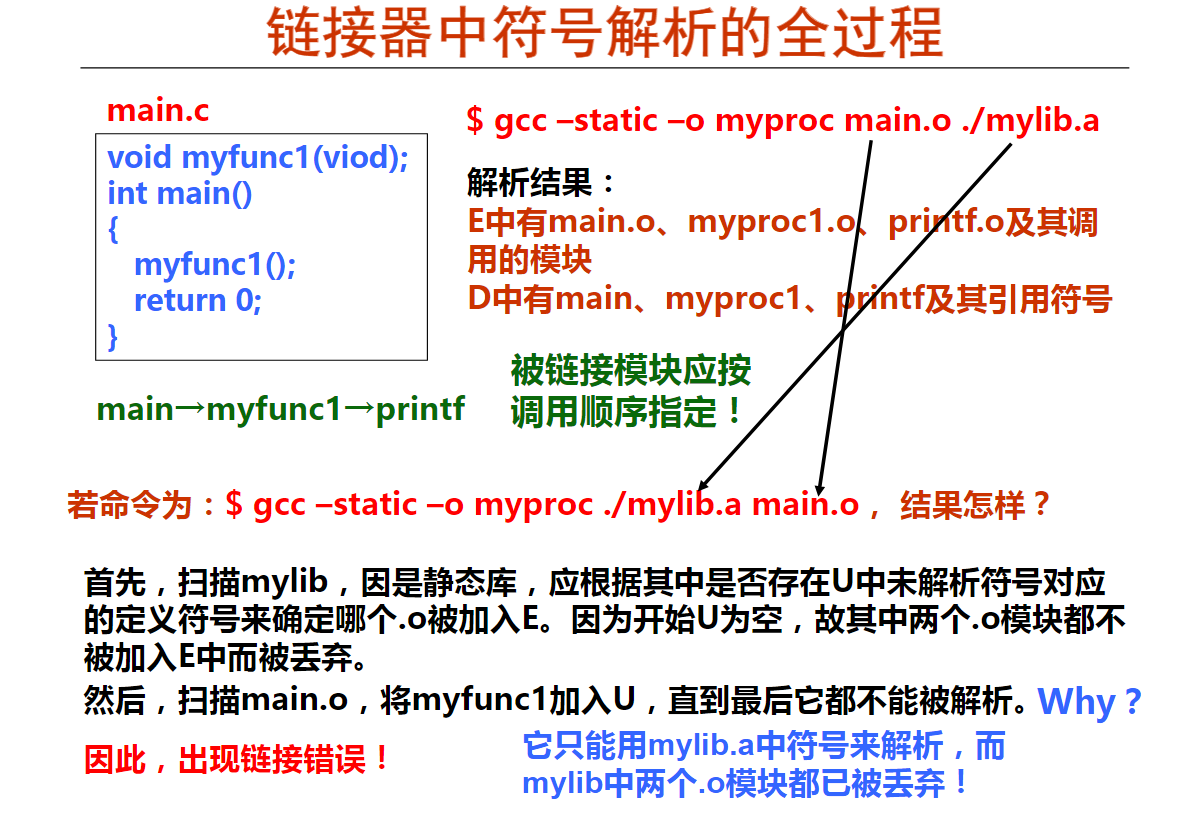 链接器中符号解析的全过程
main.c
void myfunc1(viod);
int main()
{
myfunc1();
return 0;
}
main→myfunc1→printf
$ gcc –static –o myproc main.o ./mylib.a
解析结果：
E中有main.o、myproc1.o、printf.o及其调
用的模块
D中有main、myproc1、printf及其引用符号
被链接模块应按
调用顺序指定！
若命令为：$ gcc –static –o myproc ./mylib.a main.o， 结果怎样？
首先，扫描mylib，因是静态库，应根据其中是否存在U中未解析符号对应
的定义符号来确定哪个.o被加入E。因为开始U为空，故其中两个.o模块都不
被加入E中而被丢弃。
然后，扫描main.o，将myfunc1加入U，直到最后它都不能被解析。Why？
因此，出现链接错误！
它只能用mylib.a中符号来解析，而
mylib中两个.o模块都已被丢弃！